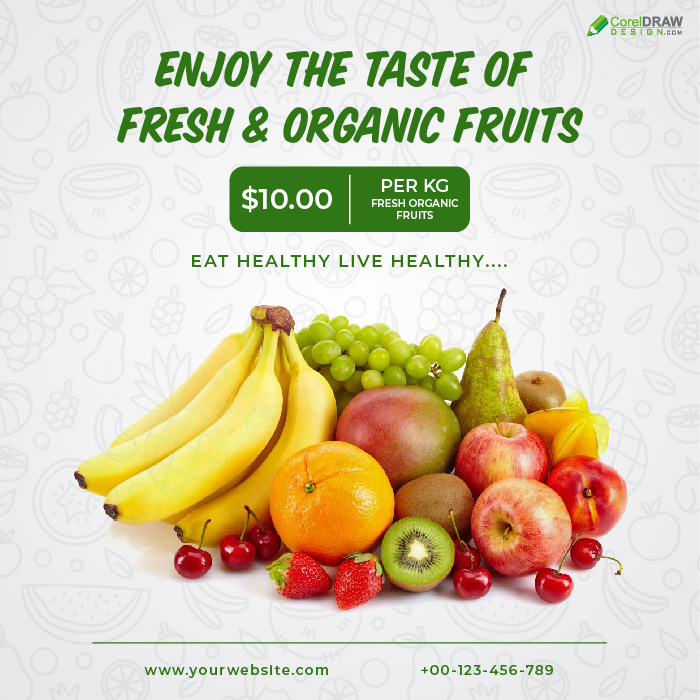 CorelDRAW
DESIGN.COM
ENJOY THE TASTE OF
FRESH & ORGANIC FRUITS
$10.00
PER KG
FRESH ORGANIC
FRUITS
EAT HEALTHY LIVE HEALTHY....
www.yourwebsite.com
+00-123-456-789